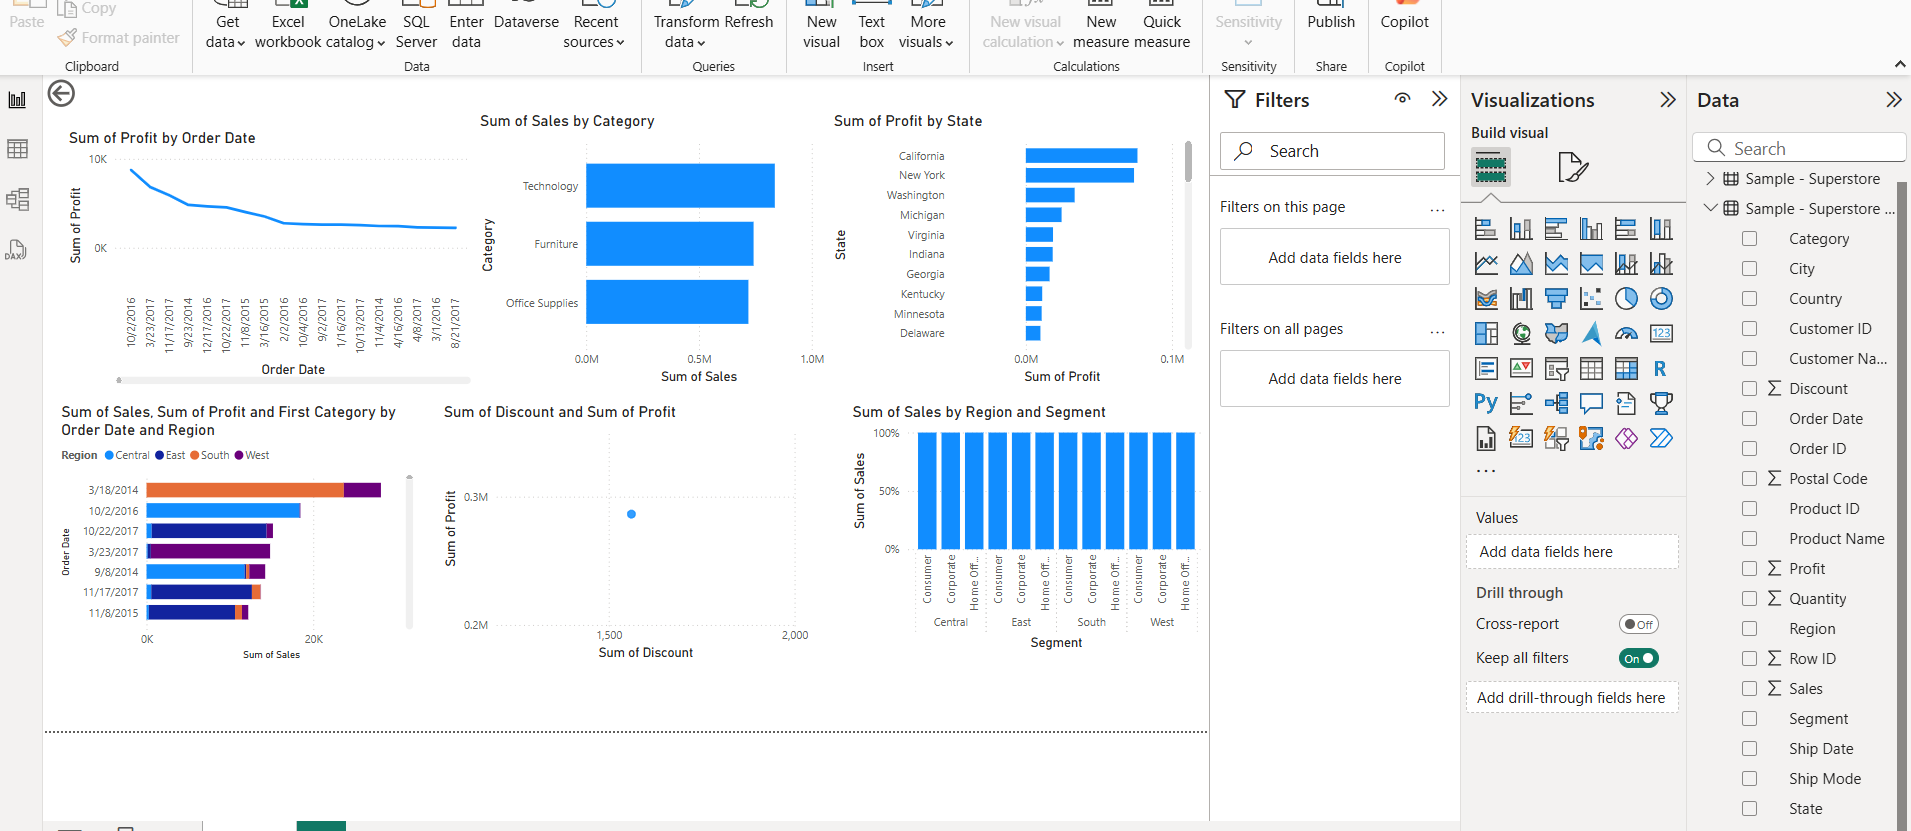 Paste
Copy
Format painter
Clipboard
Get data
Excel workbook
OneLake catalog
SQL Server
Enter data
Dataverse
Recent sources
Data
Transform data
Refresh
Queries
New visual
Text box
More visuals
Insert
New visual calculation
New measure
Quick measure
Calculations
Sensitivity
Sensitivity
Publish
Share
Copilot
Copilot
Sum of Profit by Order Date
10K
0K
Sum of Profit
10/2/2016
3/23/2017
11/17/2017
9/23/2014
12/17/2016
10/22/2017
11/8/2015
3/16/2015
2/2/2016
10/4/2016
9/2/2017
1/16/2017
10/13/2017
11/4/2014
4/16/2016
4/8/2017
3/1/2016
8/21/2017
Order Date
Sum of Sales by Category
Category
Technology
Furniture
Office Supplies
0.0M
0.5M
1.0M
Sum of Sales
Sum of Profit by State
State
California
New York
Washington
Michigan
Virginia
Indiana
Georgia
Kentucky
Minnesota
Delaware
0.0M
0.1M
Sum of Profit
Sum of Sales, Sum of Profit and First Category by
Order Date and Region
Region Central East South West
Order Date
3/18/2014
10/2/2016
10/22/2017
3/23/2017
9/8/2014
11/17/2017
11/8/2015
0K
20K
Sum of Sales
Sum of Discount and Sum of Profit
Sum of Profit
0.3M
0.2M
1,500
2,000
Sum of Discount
Sum of Sales by Region and Segment
Sum of Sales
100%
50%
0%
Consumer
Corporate
Home Off...
Consumer
Corporate
Home Off...
Consumer
Corporate
Home Off...
Consumer
Corporate
Home Off...
Central
East
South
West
Segment
Filters
Search
Filters on this page
...
Add data fields here
Filters on all pages
...
Add data fields here
Visualizations
Build visual
123
R
Py
123
...
Values
Add data fields here
Drill through
Cross-report
Off
Keep all filters
On
Add drill-through fields here
Data
Search
Sample - Superstore
Sample - Superstore ...
Category
City
Country
Customer ID
Customer Na...
Discount
Order Date
Order ID
Postal Code
Product ID
Product Name
Profit
Quantity
Region
Row ID
Sales
Segment
Ship Date
Ship Mode
State
DAX